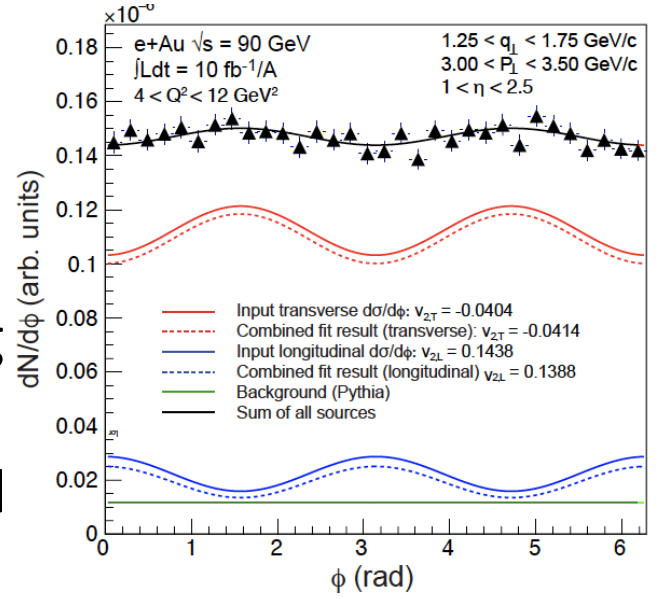 ×10⁻⁶
0.18
0.16
0.14
0.12
0.1
0.08
0.06
0.04
0.02
0
e+Au √s = 90 GeV
∫Ldt = 10 fb⁻¹/A
4 < Q² < 12 GeV²
1.25 < q⊥ < 1.75 GeV/c
3.00 < P⊥ < 3.50 GeV/c
1 < η < 2.5
dN/dϕ (arb. units)
Input transverse dσ/dϕ: v2,T = -0.0404
Combined fit result (transverse): v2,T = -0.0414
Input longitudinal dσ/dϕ: v2,L = 0.1438
Combined fit result (longitudinal) v2,L = 0.1388
Background (Pythia)
Sum of all sources
0 1 2 3 4 5 6
ϕ (rad)